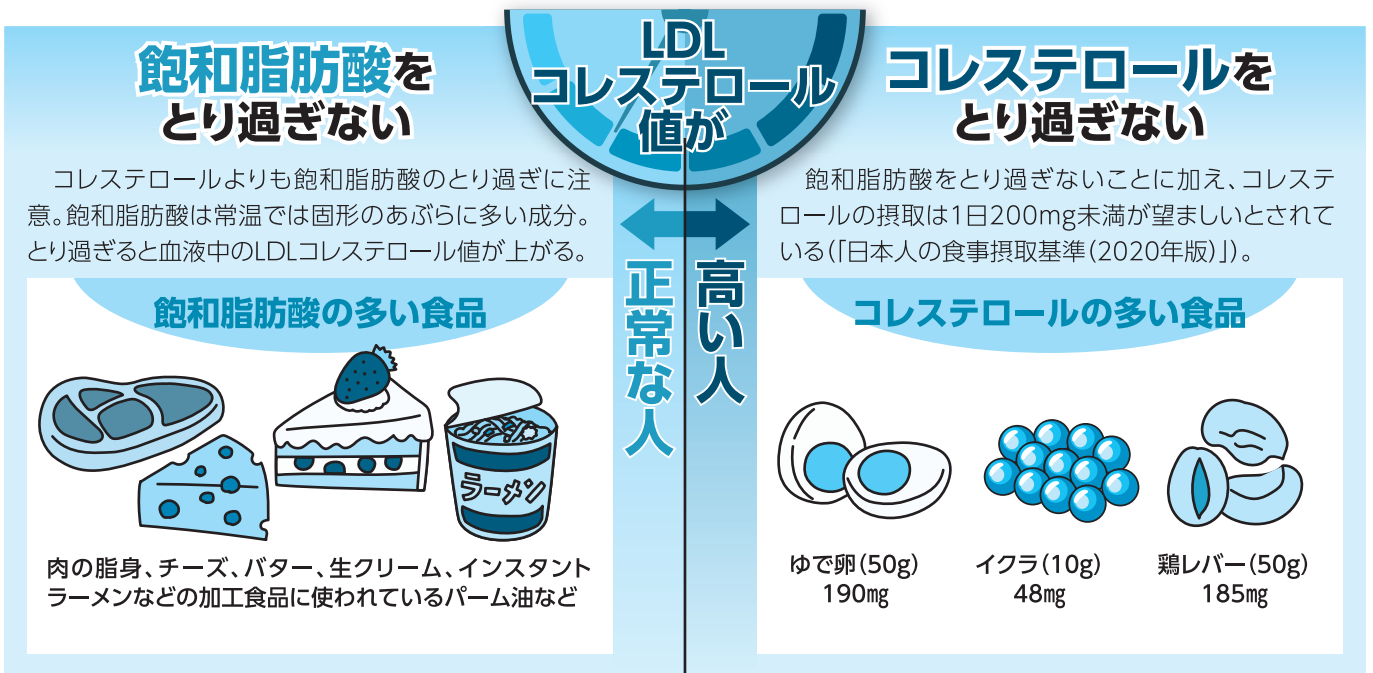 LDL
コレステロール
値が
正常な人
高い人
飽和脂肪酸を
とり過ぎない
コレステロールよりも飽和脂肪酸のとり過ぎに注
意。飽和脂肪酸は常温では固形のあぶらに多い成分。
とり過ぎると血液中のLDLコレステロール値が上がる。
飽和脂肪酸の多い食品
ラーメン
肉の脂身、チーズ、バター、生クリーム、インスタント
ラーメンなどの加工食品に使われているパーム油など
コレステロールを
とり過ぎない
飽和脂肪酸をとり過ぎないことに加え、コレステ
ロールの摂取は1日200mg未満が望ましいとされて
いる(「日本人の食事摂取基準(2020年版)」)。
コレステロールの多い食品
ゆで卵(50g)
190㎎
イクラ(10g)
48㎎
鶏レバー(50g)
185㎎